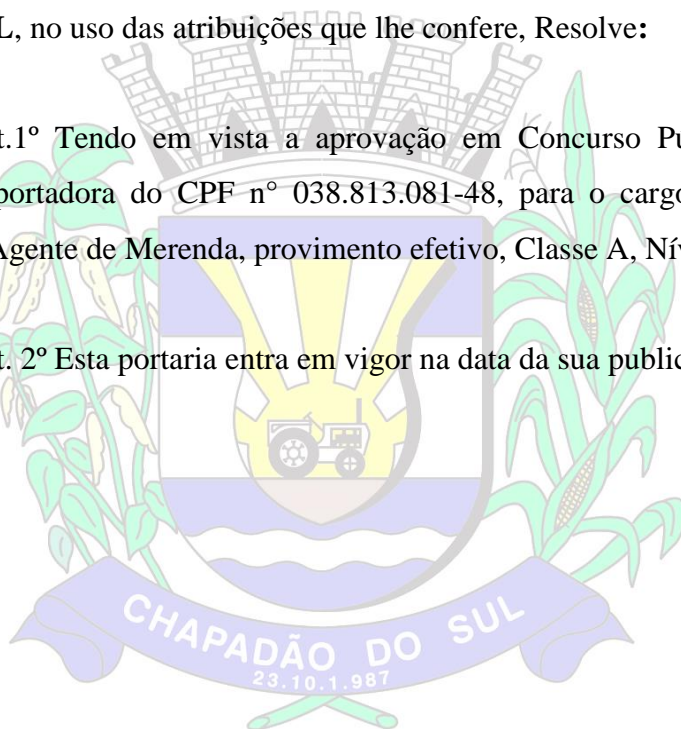 L, no uso das atribuições que lhe confere, Resolve:
t.1º Tendo em vista a aprovação em Concurso Pu
portadora do CPF n° 038.813.081-48, para o cargo
Agente de Merenda, provimento efetivo, Classe A, Nív
t. 2º Esta portaria entra em vigor na data da sua public
CHAPADÃO DO SUL
23.10.1.987